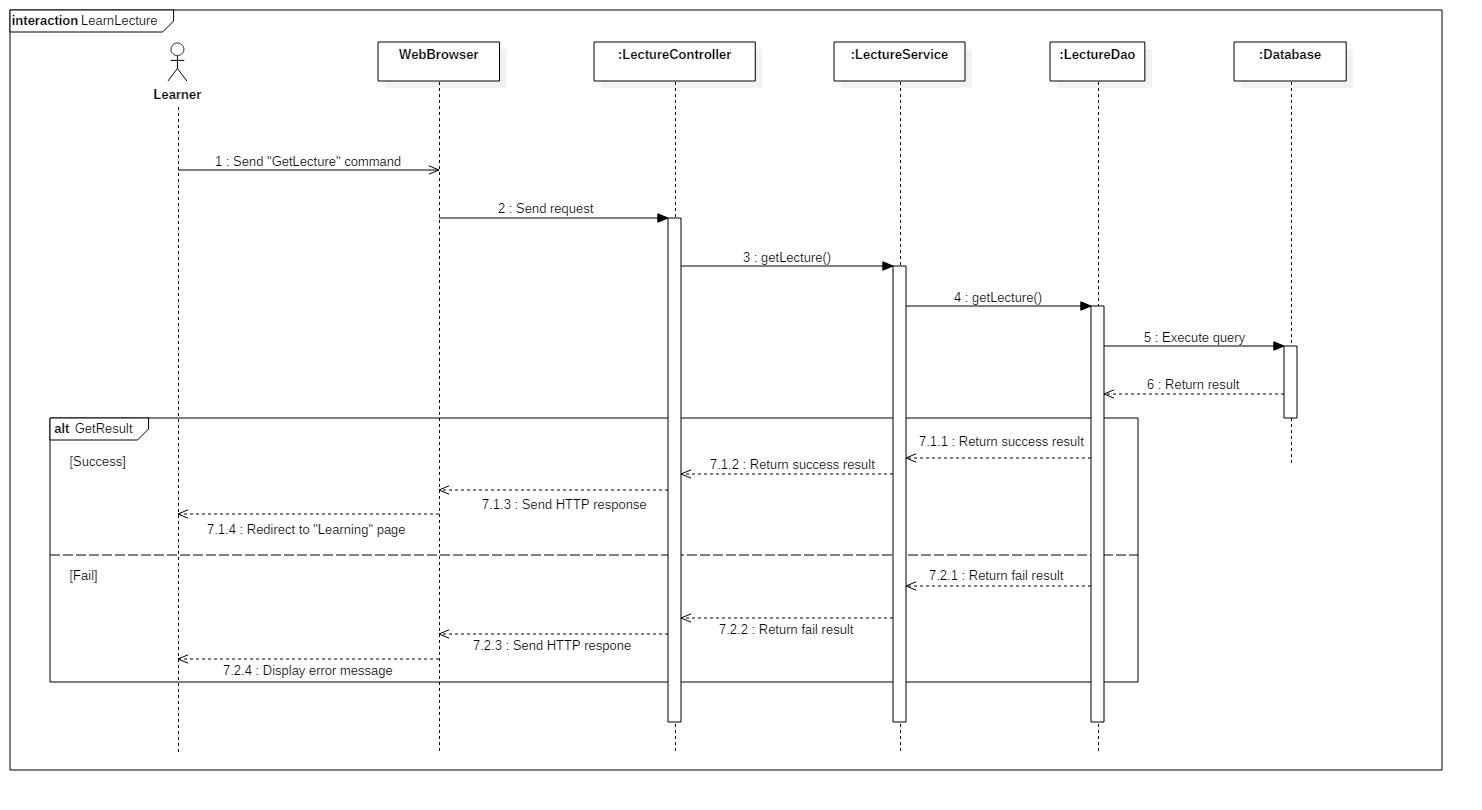 interaction LearnLecture
WebBrowser
:LectureController
:LectureService
:LectureDao
:Database
Learner
1 : Send "GetLecture" command
2 : Send request
3 : getLecture()
4 : getLecture()
5 : Execute query
6 : Return result
alt GetResult
[Success]
7.1.1 : Return success result
7.1.2 : Return success result
7.1.3 : Send HTTP response
7.1.4 : Redirect to "Learning" page
[Fail]
7.2.1 : Return fail result
7.2.2 : Return fail result
7.2.3 : Send HTTP respone
7.2.4 : Display error message